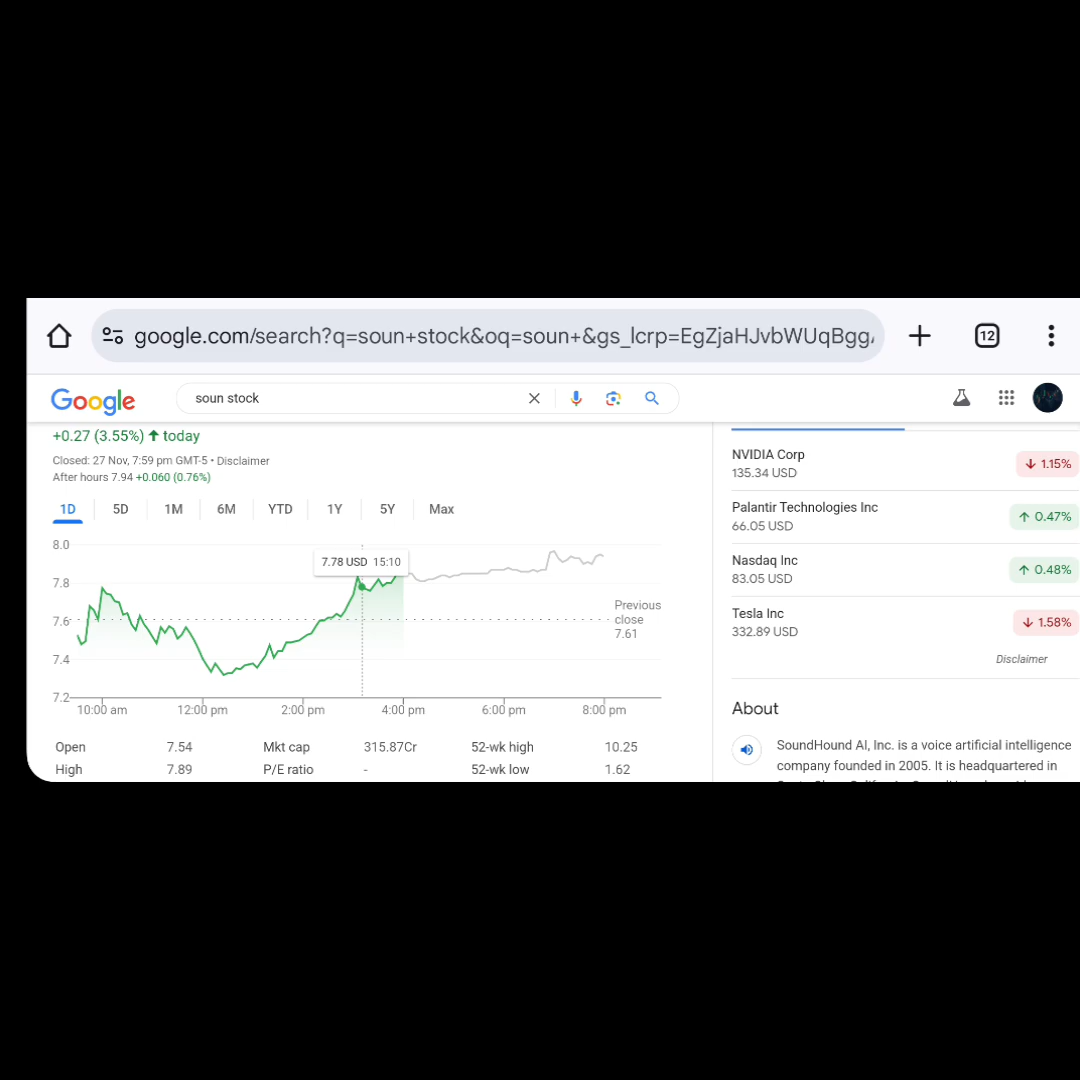 google.com/search?q=soun+stock&oq=soun+&gs_lcrp=EgZjaHJvbWUqBgg
12
Google
soun stock
+0.27 (3.55%) ↑ today
Closed: 27 Nov, 7:59 pm GMT-5 • Disclaimer
After hours 7.94 +0.060 (0.76%)
1D 5D 1M 6M YTD 1Y 5Y Max
8.0
7.78 USD 15:10
7.8
7.6
Previous
close
7.61
7.4
7.2
10:00 am 12:00 pm 2:00 pm 4:00 pm 6:00 pm 8:00 pm
Open 7.54 Mkt cap 315.87Cr 52-wk high 10.25
High 7.89 P/E ratio - 52-wk low 1.62
NVIDIA Corp
135.34 USD
↓ 1.15%
Palantir Technologies Inc
66.05 USD
↑ 0.47%
Nasdaq Inc
83.05 USD
↑ 0.48%
Tesla Inc
332.89 USD
↓ 1.58%
Disclaimer
About
SoundHound AI, Inc. is a voice artificial intelligence
company founded in 2005. It is headquartered in